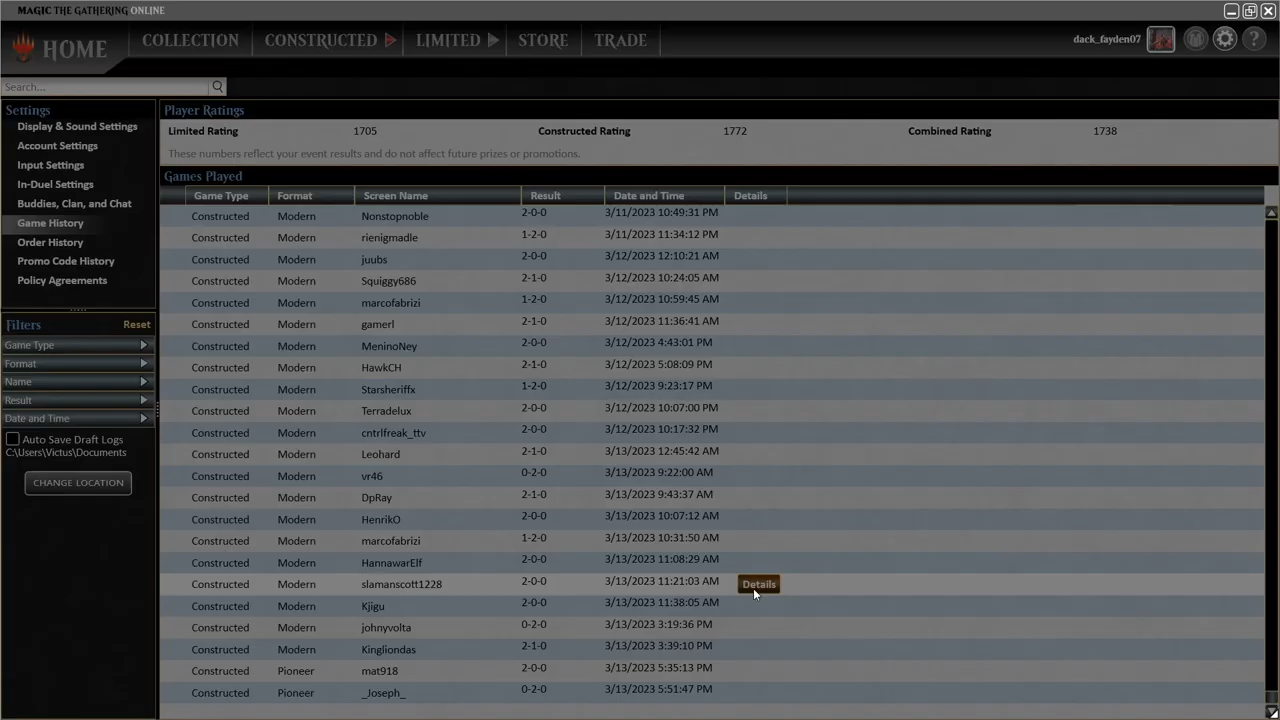 MAGIC THE GATHERING ONLINE
HOME COLLECTION CONSTRUCTED LIMITED STORE TRADE dack_fayden07 ?
Search...
Settings
Display & Sound Settings
Account Settings
Input Settings
In-Duel Settings
Buddies, Clan, and Chat
Game History
Order History
Promo Code History
Policy Agreements
Filters Reset
Game Type
Format
Name
Result
Date and Time
Auto Save Draft Logs
C:\Users\Victus\Documents
CHANGE LOCATION
Player Ratings
Limited Rating 1705 Constructed Rating 1772 Combined Rating 1738
These numbers reflect your event results and do not affect future prizes or promotions.
Games Played
Game Type Format Screen Name Result Date and Time Details
Constructed Modern Nonstopnoble 2-0-0 3/11/2023 10:49:31 PM
Constructed Modern rienigmadle 1-2-0 3/11/2023 11:34:12 PM
Constructed Modern juubs 2-0-0 3/12/2023 12:10:21 AM
Constructed Modern Squiggy686 2-1-0 3/12/2023 10:24:05 AM
Constructed Modern marcofabrizi 1-2-0 3/12/2023 10:59:45 AM
Constructed Modern gamerl 2-1-0 3/12/2023 11:36:41 AM
Constructed Modern MeninoNey 2-0-0 3/12/2023 4:43:01 PM
Constructed Modern HawkCH 2-1-0 3/12/2023 5:08:09 PM
Constructed Modern Starsheriffx 1-2-0 3/12/2023 9:23:17 PM
Constructed Modern Terradelux 2-0-0 3/12/2023 10:07:00 PM
Constructed Modern cntrlfreak_ttv 2-0-0 3/12/2023 10:17:32 PM
Constructed Modern Leohard 2-1-0 3/13/2023 12:45:42 AM
Constructed Modern vr46 0-2-0 3/13/2023 9:22:00 AM
Constructed Modern DpRay 2-1-0 3/13/2023 9:43:37 AM
Constructed Modern HenrikO 2-0-0 3/13/2023 10:07:12 AM
Constructed Modern marcofabrizi 1-2-0 3/13/2023 10:31:50 AM
Constructed Modern HannawarElf 2-0-0 3/13/2023 11:08:29 AM
Constructed Modern slamanscott1228 2-0-0 3/13/2023 11:21:03 AM Details
Constructed Modern Kjigu 2-0-0 3/13/2023 11:38:05 AM
Constructed Modern johnyvolta 0-2-0 3/13/2023 3:19:36 PM
Constructed Modern Kingliondas 2-1-0 3/13/2023 3:39:10 PM
Constructed Pioneer mat918 2-0-0 3/13/2023 5:35:13 PM
Constructed Pioneer _Joseph_ 0-2-0 3/13/2023 5:51:47 PM